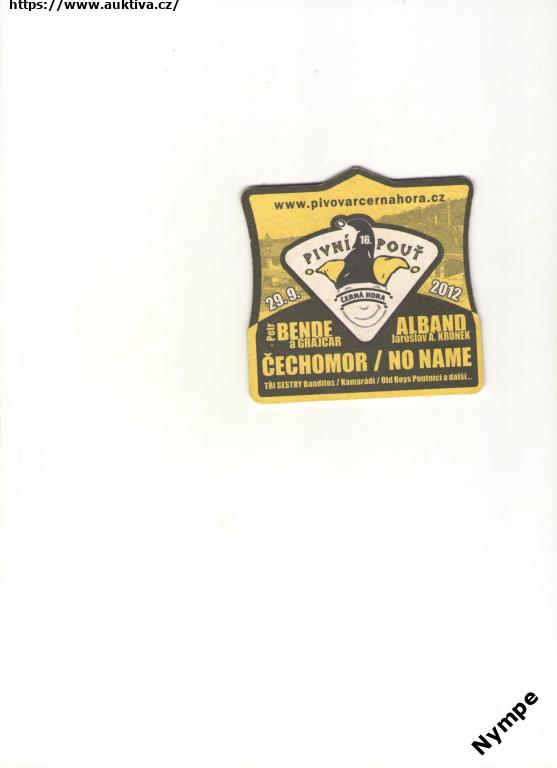 https://www.auktiva.cz/
www.pivovarcernahora.cz
PIVNÍ 16. POUŤ
29.9. 2012
ČERNÁ HORA
Petr BENDE
a GRAJCAR
ALBAND
Jaroslav A. KRONEK
ČECHOMOR / NO NAME
TŘI SESTRY Banditos / Kamarádi / Old Boys Poutníci a další...
Nympe